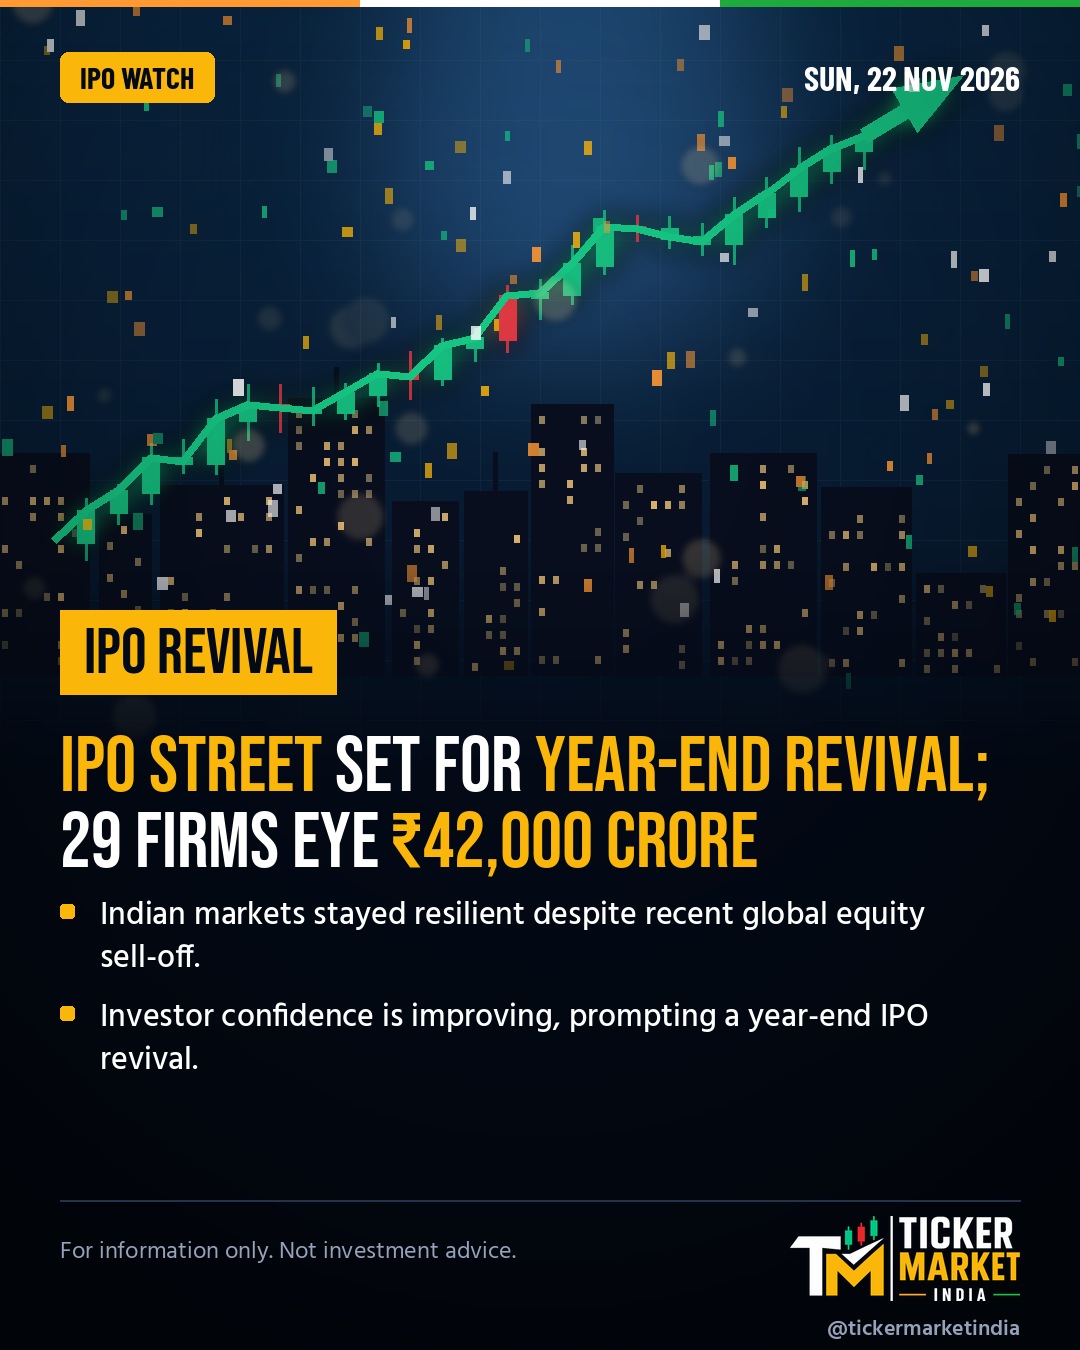 IPO WATCH
SUN, 22 NOV 2026
IPO REVIVAL
IPO STREET SET FOR YEAR-END REVIVAL;
29 FIRMS EYE ₹42,000 CRORE
Indian markets stayed resilient despite recent global equity
sell-off.
Investor confidence is improving, prompting a year-end IPO
revival.
For information only. Not investment advice.
TM
TICKER
MARKET
INDIA
@tickermarketindia